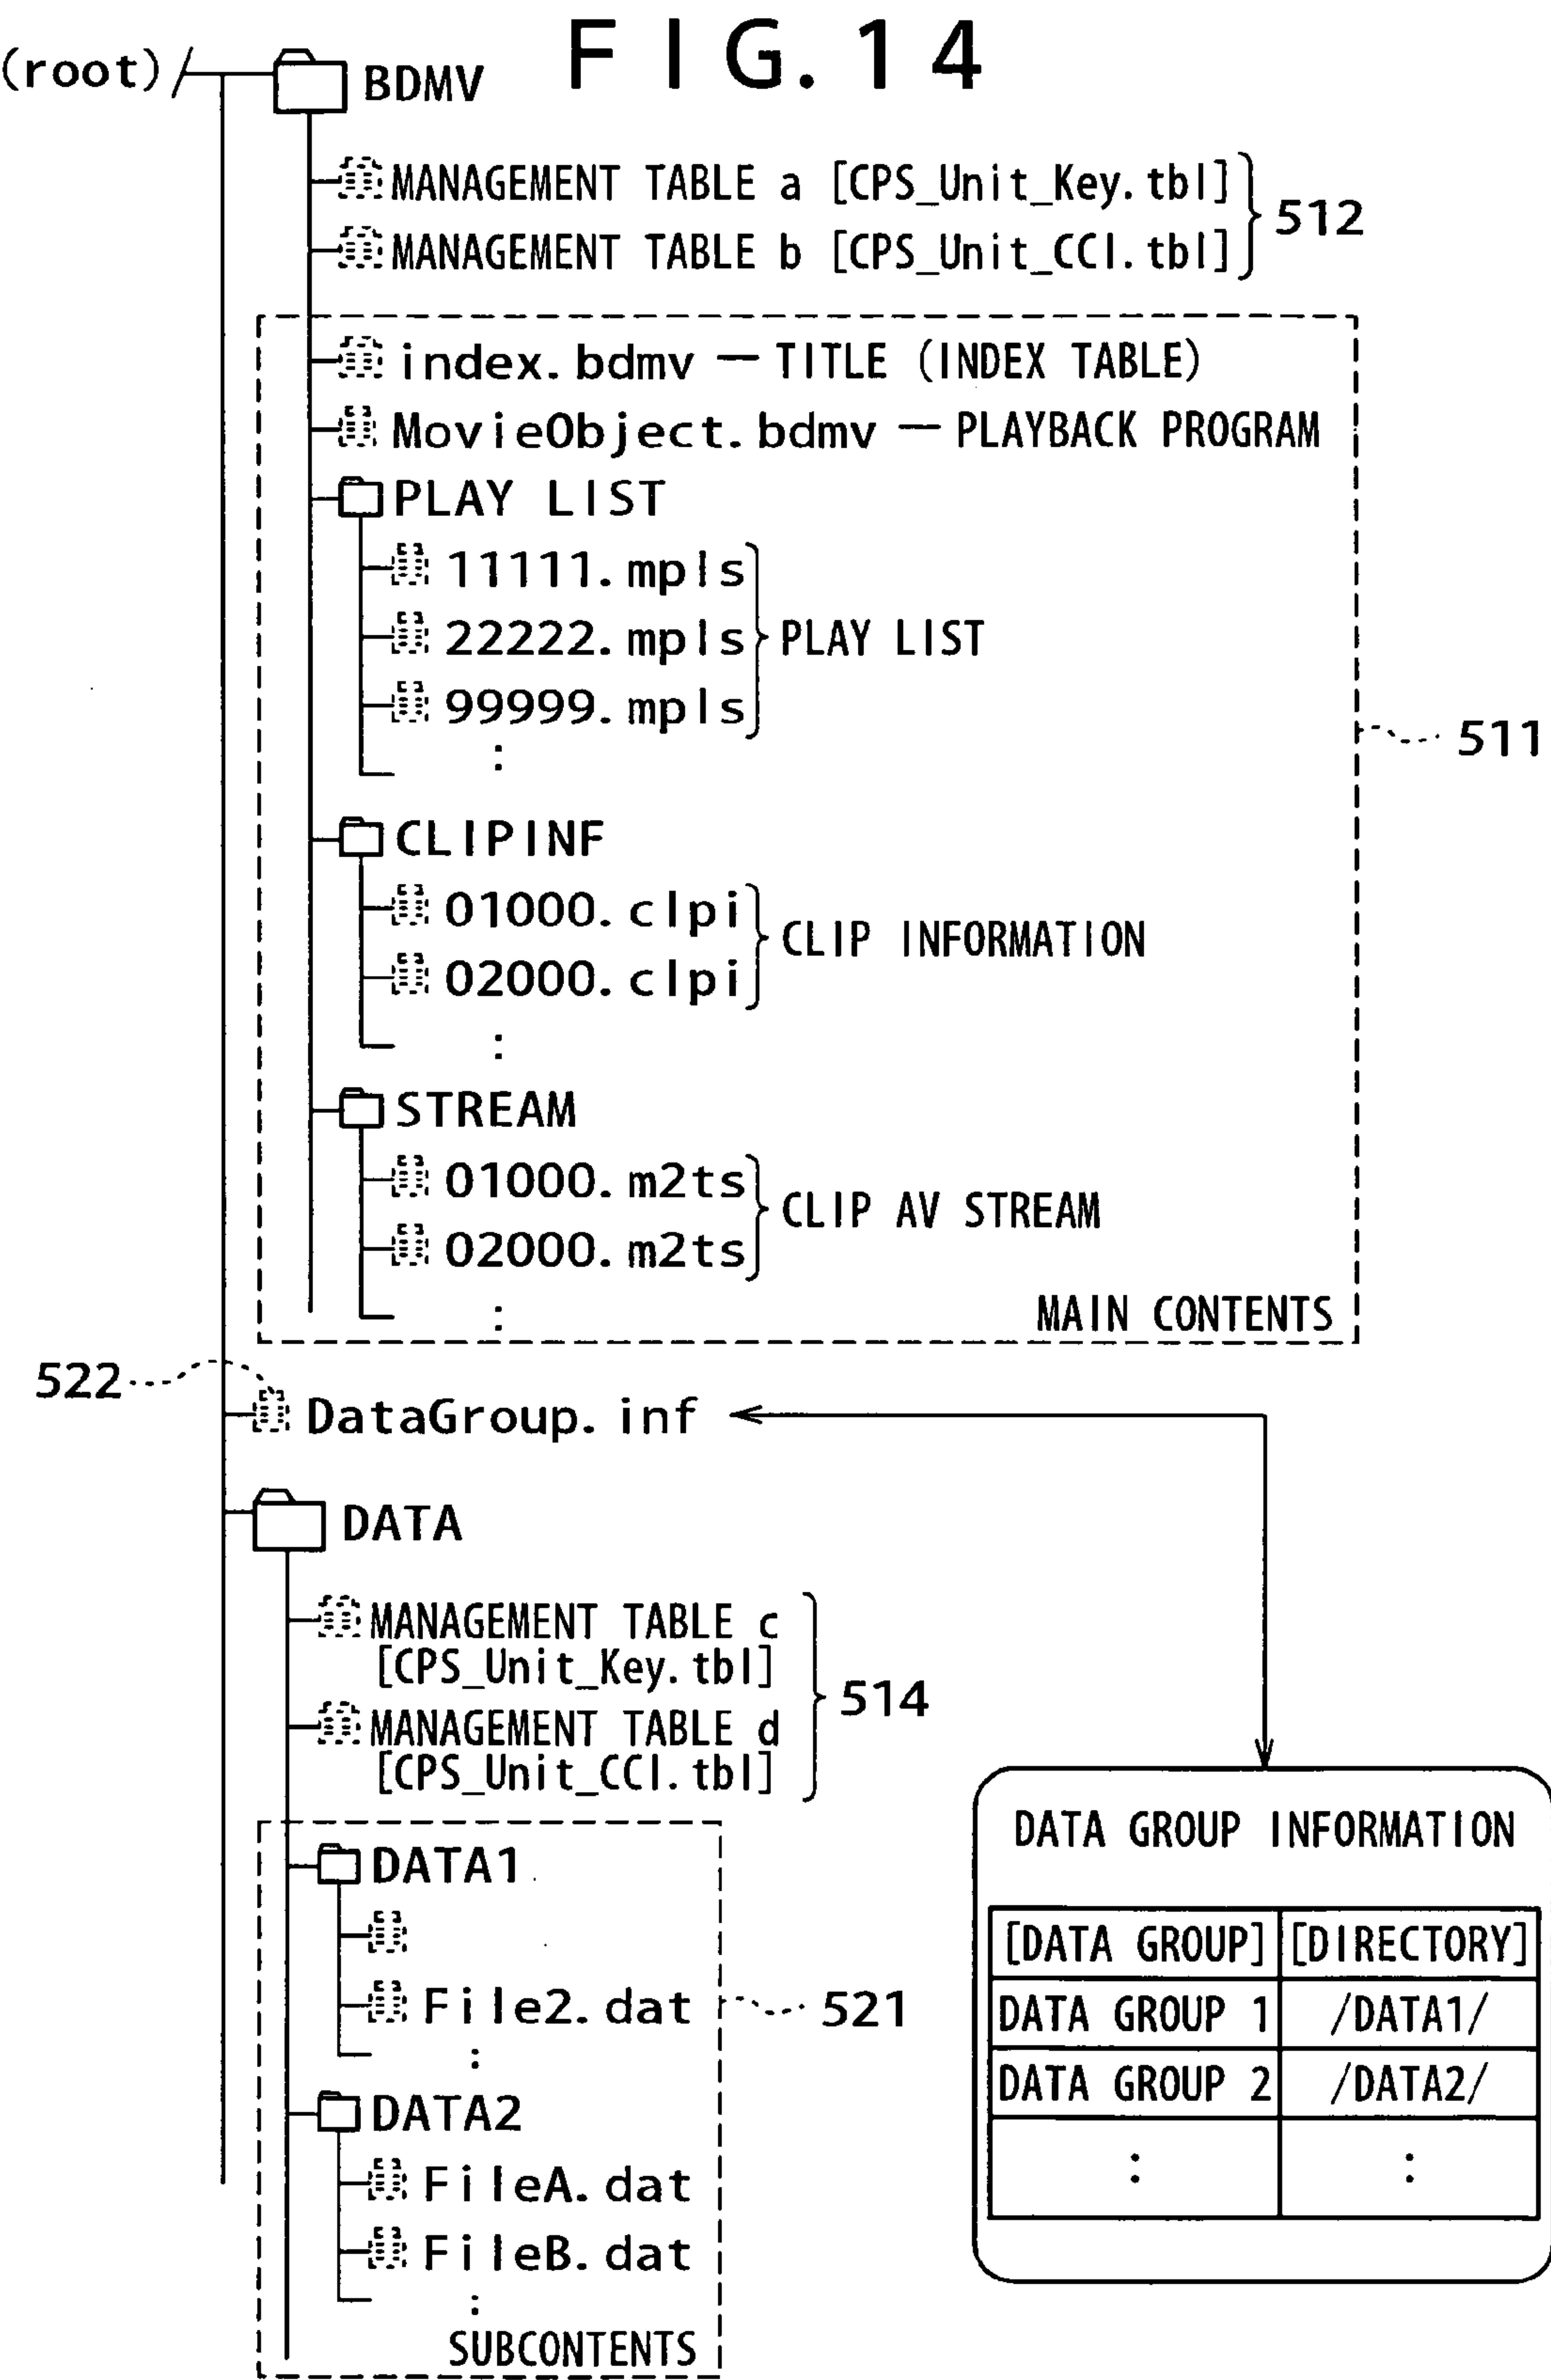 FIG. 14
(root)/
BDMV
MANAGEMENT TABLE a [CPS_Unit_Key.tbl]
MANAGEMENT TABLE b [CPS_Unit_CCI.tbl]
512
index.bdmv — TITLE (INDEX TABLE)
MovieObject.bdmv — PLAYBACK PROGRAM
PLAY LIST
11111.mpls
22222.mpls
99999.mpls
:
PLAY LIST
511
CLIPINF
01000.clpi
02000.clpi
:
CLIP INFORMATION
STREAM
01000.m2ts
02000.m2ts
:
CLIP AV STREAM
MAIN CONTENTS
522
DataGroup.inf
DATA
MANAGEMENT TABLE c
[CPS_Unit_Key.tbl]
MANAGEMENT TABLE d
[CPS_Unit_CCI.tbl]
514
DATA1
File2.dat
:
521
DATA2
FileA.dat
FileB.dat
:
SUBCONTENTS
DATA GROUP INFORMATION
[DATA GROUP] [DIRECTORY]
DATA GROUP 1 /DATA1/
DATA GROUP 2 /DATA2/
: :